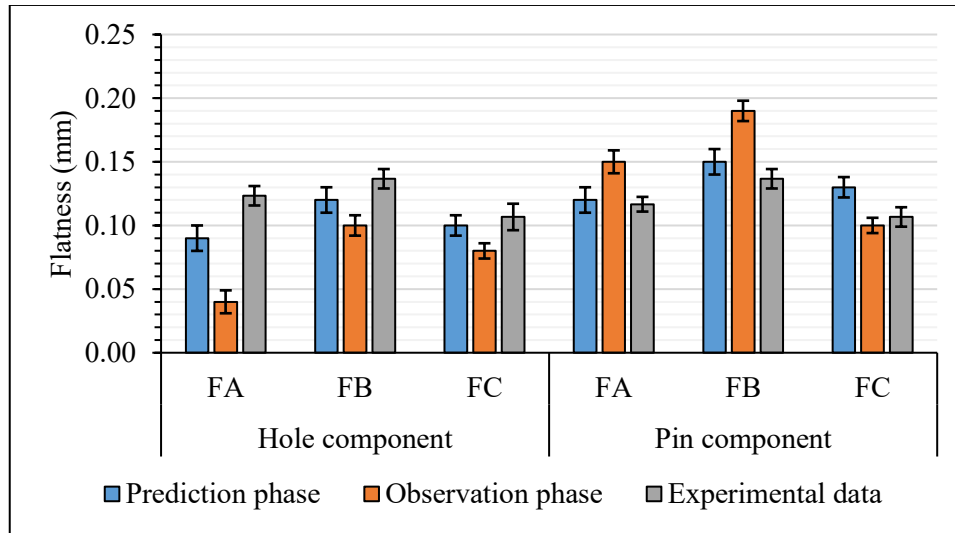 0.25
0.20
0.15
0.10
0.05
0.00
Flatness (mm)
FA FB FC FA FB FC
Hole component Pin component
Prediction phase Observation phase Experimental data